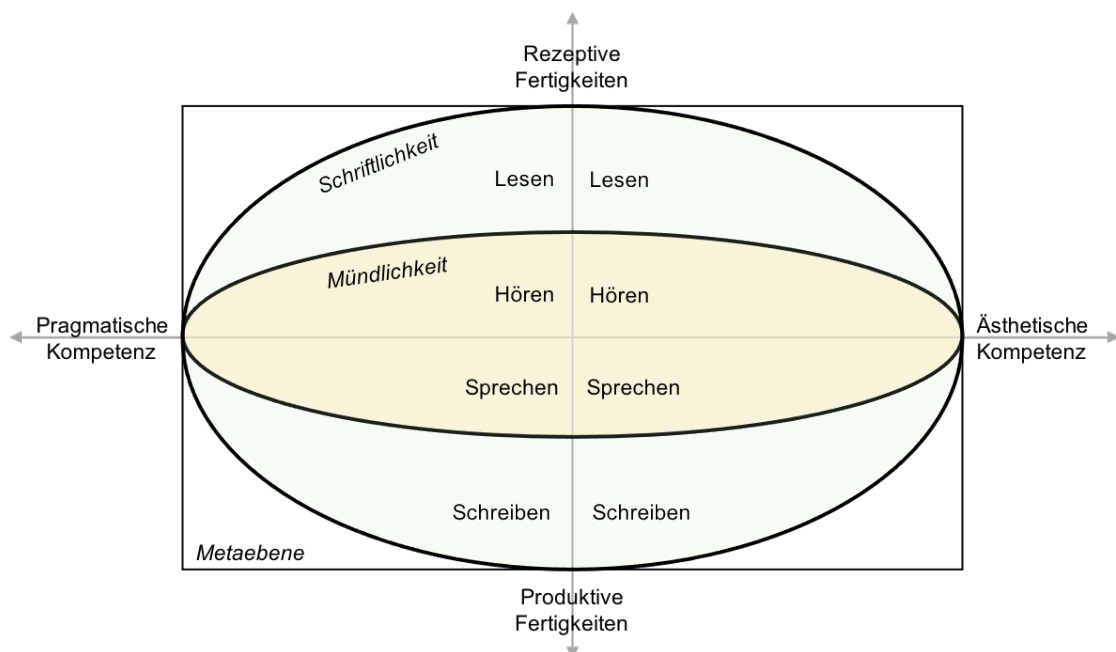 Rezeptive
Fertigkeiten
Schriftlichkeit
Lesen Lesen
Mündlichkeit
Hören Hören
Pragmatische
Kompetenz
Ästhetische
Kompetenz
Sprechen Sprechen
Schreiben Schreiben
Metaebene
Produktive
Fertigkeiten